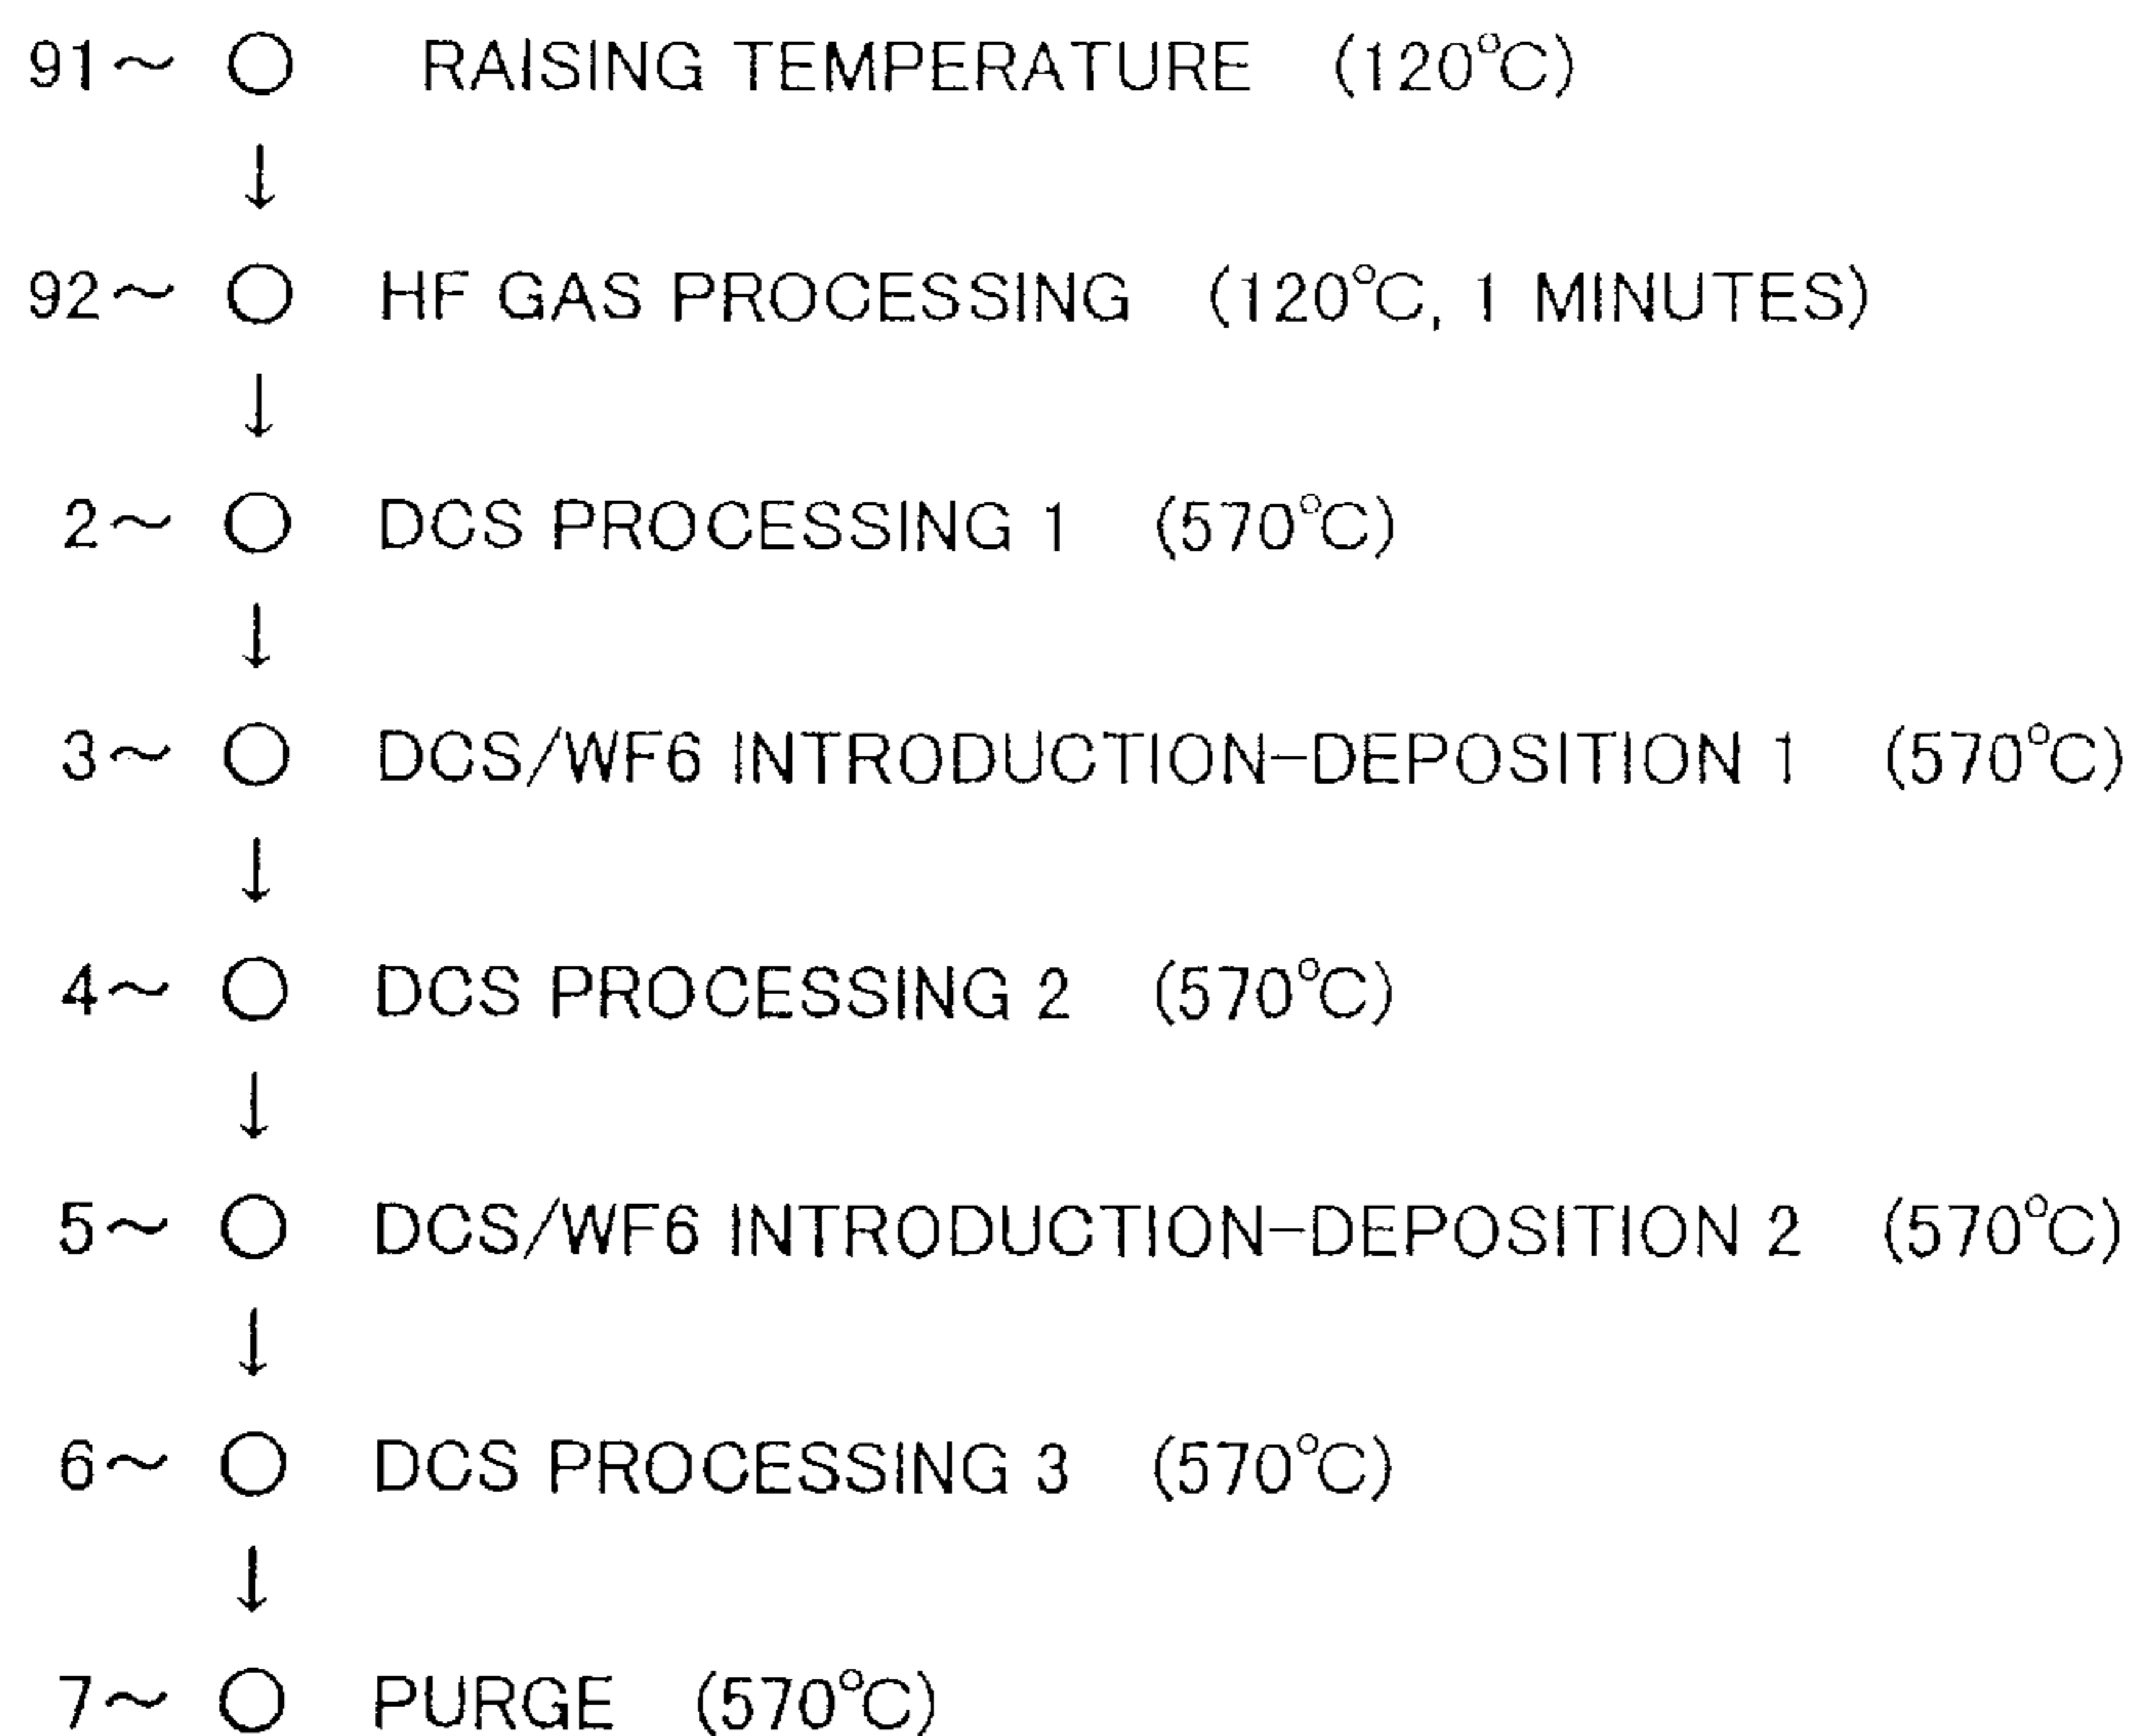 91~ ○ RAISING TEMPERATURE (120°C)
↓
92~ ○ HF GAS PROCESSING (120°C, 1 MINUTES)
↓
2~ ○ DCS PROCESSING 1 (570°C)
↓
3~ ○ DCS/WF6 INTRODUCTION-DEPOSITION 1 (570°C)
↓
4~ ○ DCS PROCESSING 2 (570°C)
↓
5~ ○ DCS/WF6 INTRODUCTION-DEPOSITION 2 (570°C)
↓
6~ ○ DCS PROCESSING 3 (570°C)
↓
7~ ○ PURGE (570°C)